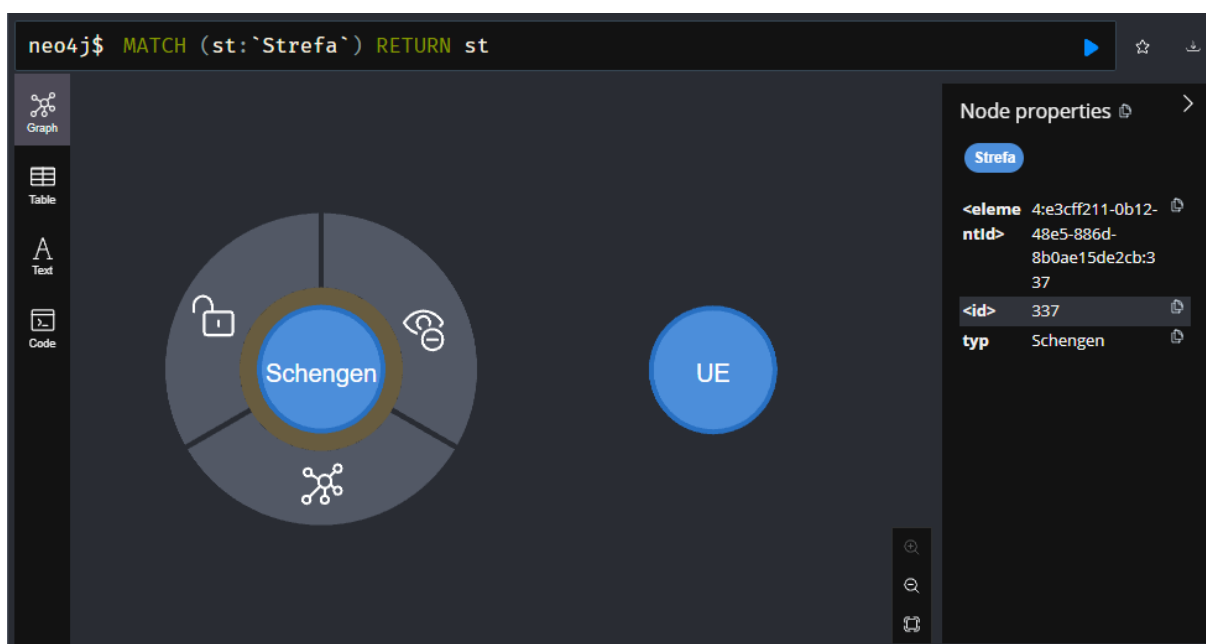 neo4j$ MATCH (st:`Strefa`) RETURN st
Graph
Table
Text
Code
Schengen
UE
Node properties
Strefa
<eleme 4:e3cff211-0b12-
ntId> 48e5-886d-
8b0ae15de2cb:3
37
<id> 337
typ Schengen